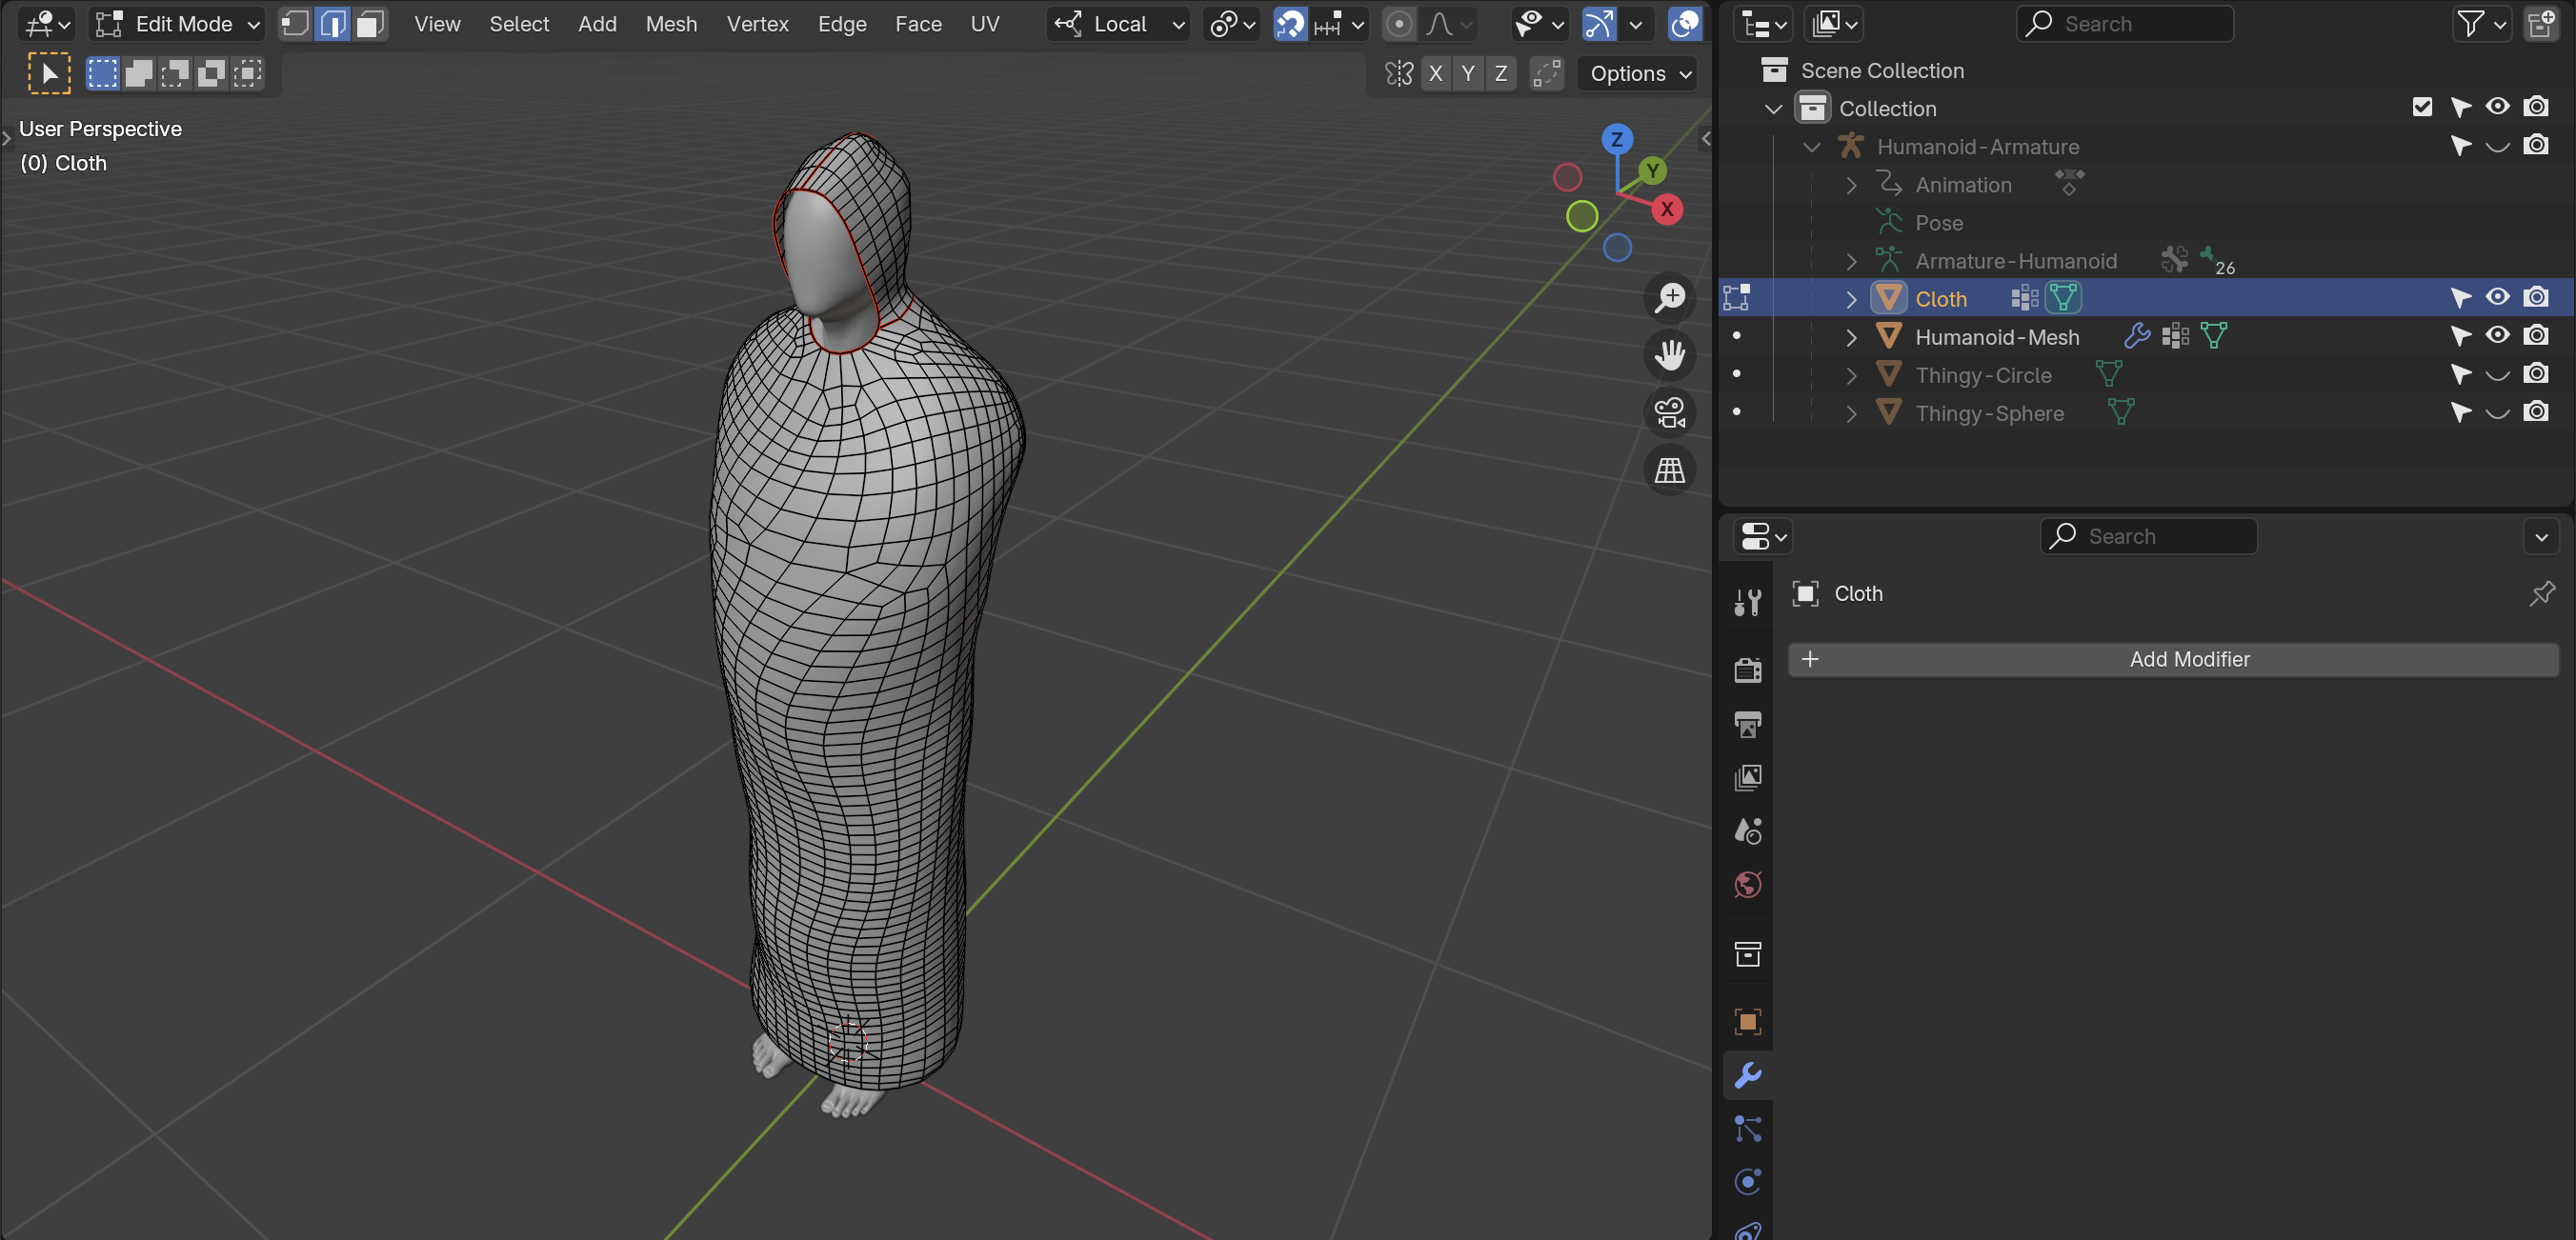 Edit Mode View Select Add Mesh Vertex Edge Face UV Local
X Y Z Options
User Perspective
(0) Cloth
Z
Y
X
Search
Scene Collection
Collection
Humanoid-Armature
Animation
Pose
Armature-Humanoid 26
Cloth
Humanoid-Mesh
Thingy-Circle
Thingy-Sphere
Search
Cloth
Add Modifier